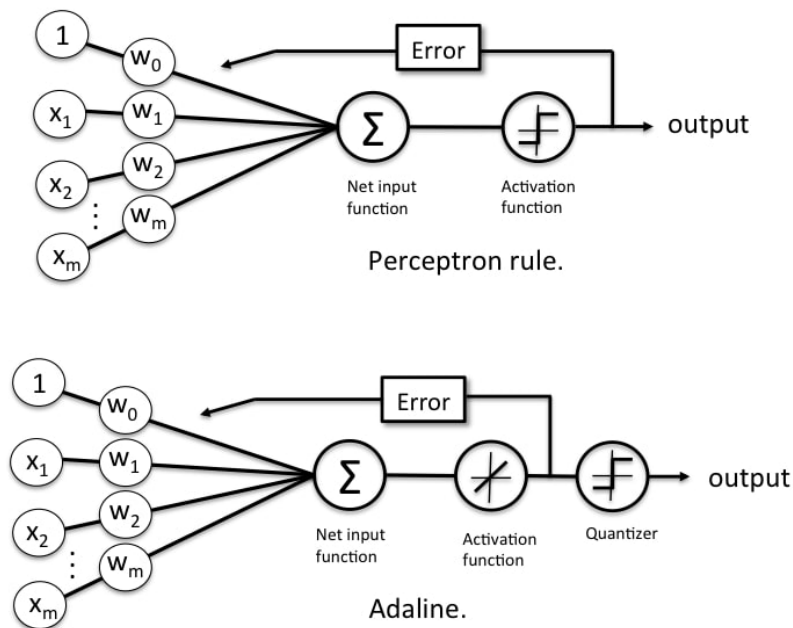 1
w0
Error
x1
w1
Σ
output
x2
w2
Net input
function
Activation
function
⋮
wm
xm
Perceptron rule.
1
w0
Error
x1
w1
Σ
output
x2
w2
Net input
function
Activation
function
Quantizer
⋮
wm
xm
Adaline.